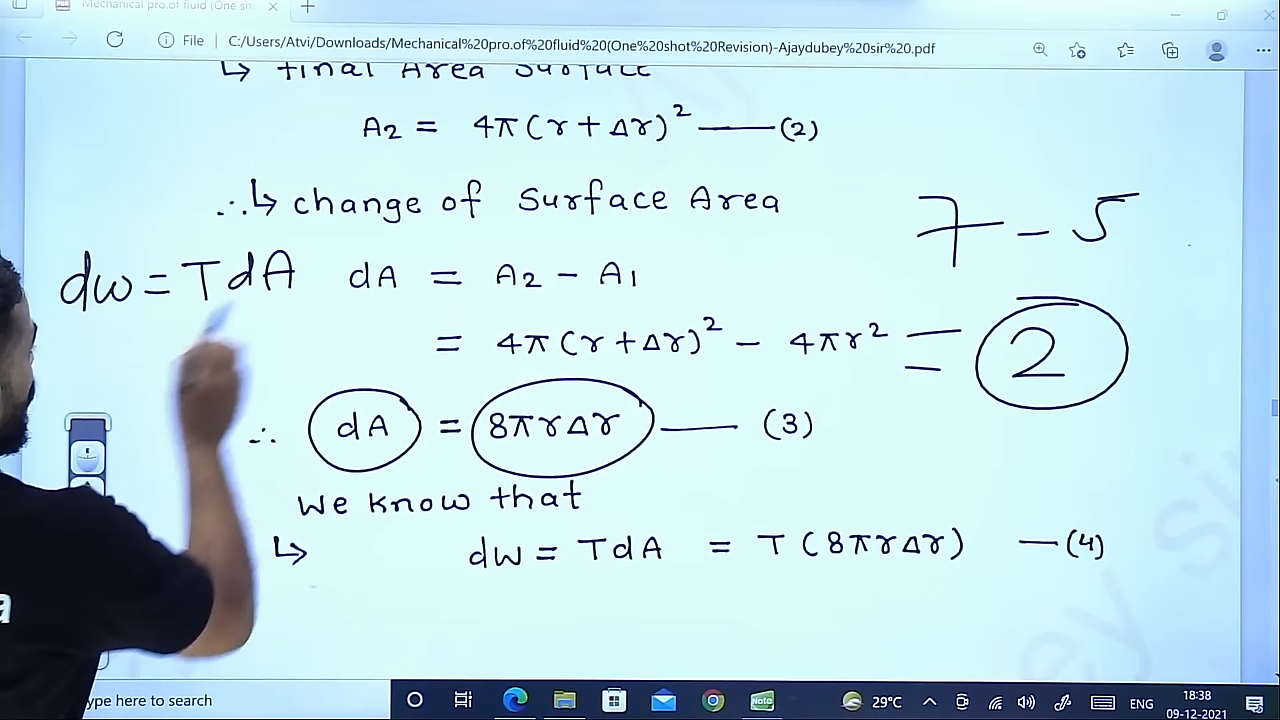 Mechanical pro.of fluid (One sh
File C:/Users/Atvi/Downloads/Mechanical%20pro.of%20fluid%20(One%20shot%20Revision)-Ajaydubey%20sir%20.pdf
↳ final Area Surface
A₂ = 4π(r+Δr)² —— (2)
∴ ↳ change of Surface Area
7 - 5
dw = TdA
dA = A₂ - A₁
= 4π(r+Δr)² - 4πr²
= 2
∴ dA = 8πrΔr —— (3)
We know that
↳ dw = TdA = T(8πrΔr) —(4)
a
ype here to search
Note
29°C
ENG
18:38
09-12-2021